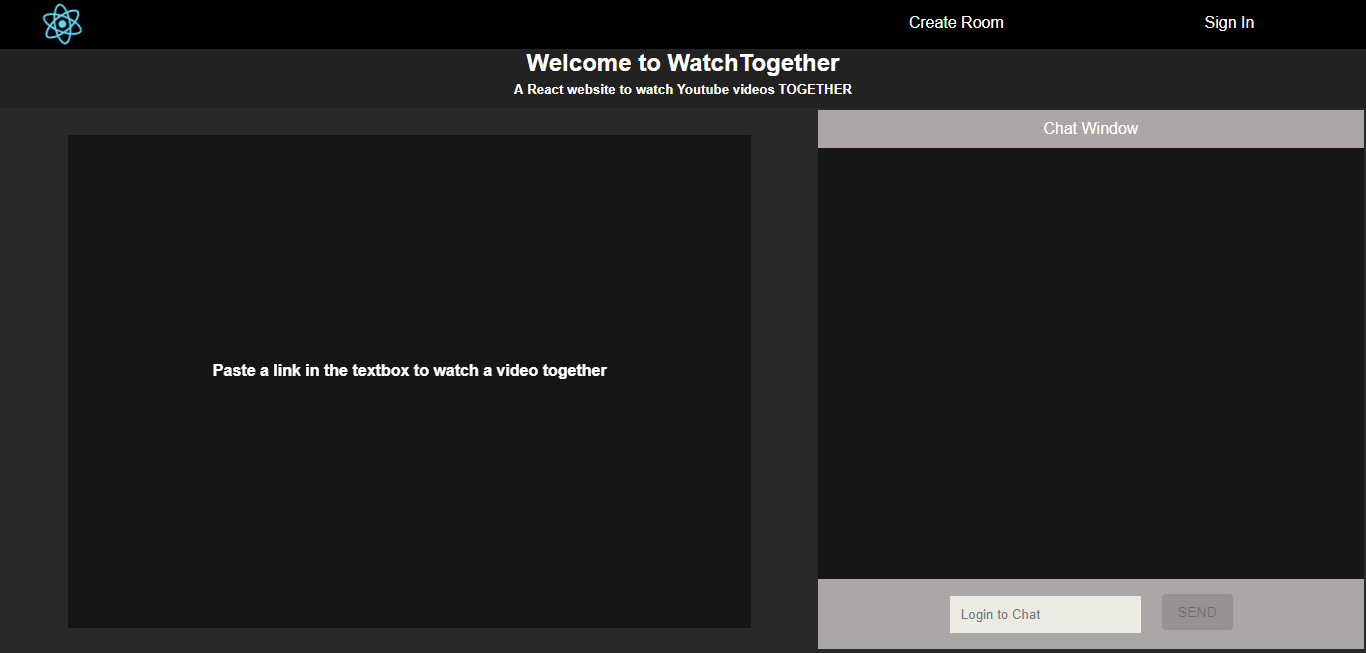 Create Room
Sign In
Welcome to WatchTogether
A React website to watch Youtube videos TOGETHER
Chat Window
Paste a link in the textbox to watch a video together
Login to Chat
SEND